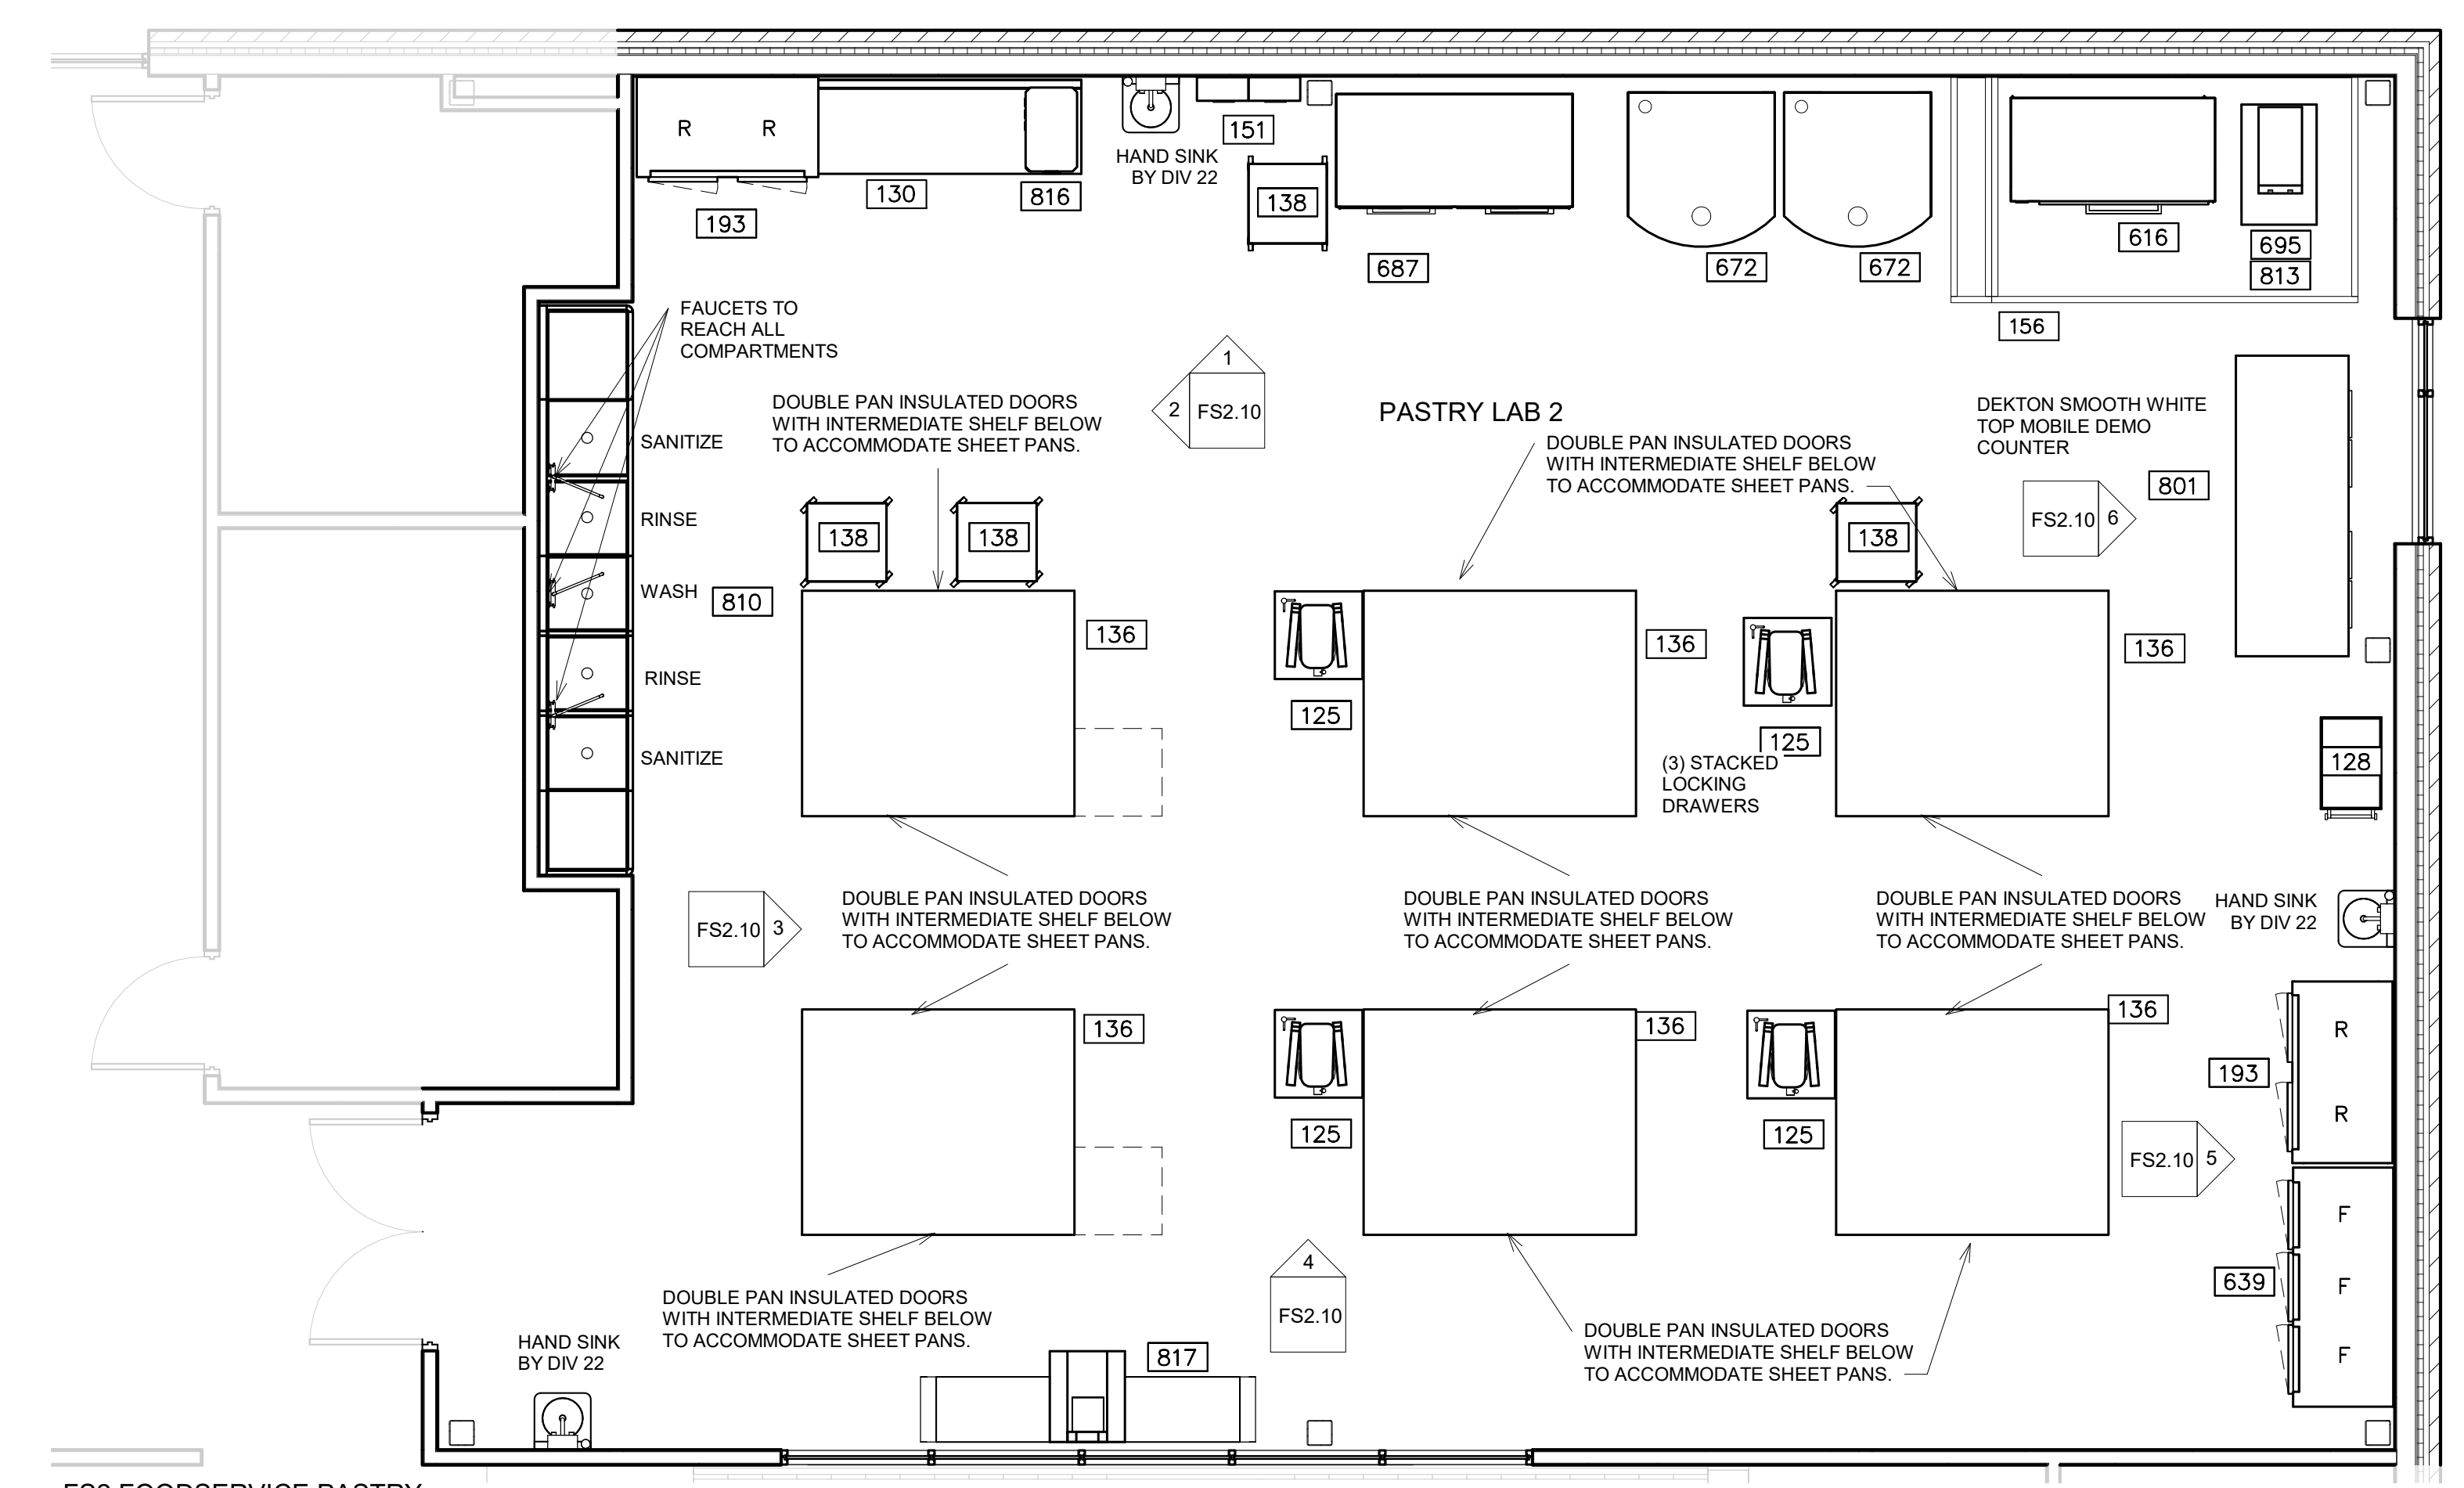 R R
151
HAND SINK
BY DIV 22
193
130
816
138
687
672
672
616
695
813
156
FAUCETS TO
REACH ALL
COMPARTMENTS
1
2
FS2.10
PASTRY LAB 2
DOUBLE PAN INSULATED DOORS
WITH INTERMEDIATE SHELF BELOW
TO ACCOMMODATE SHEET PANS.
DOUBLE PAN INSULATED DOORS
WITH INTERMEDIATE SHELF BELOW
TO ACCOMMODATE SHEET PANS.
DEKTON SMOOTH WHITE
TOP MOBILE DEMO
COUNTER
SANITIZE
RINSE
WASH
RINSE
SANITIZE
810
138
138
138
FS2.10 6
801
136
136
136
125
125
(3) STACKED
LOCKING
DRAWERS
128
FS2.10 3
DOUBLE PAN INSULATED DOORS
WITH INTERMEDIATE SHELF BELOW
TO ACCOMMODATE SHEET PANS.
DOUBLE PAN INSULATED DOORS
WITH INTERMEDIATE SHELF BELOW
TO ACCOMMODATE SHEET PANS.
DOUBLE PAN INSULATED DOORS
WITH INTERMEDIATE SHELF BELOW
TO ACCOMMODATE SHEET PANS.
HAND SINK
BY DIV 22
136
136
136
R
193
R
125
125
FS2.10 5
F
639
F
F
4
FS2.10
DOUBLE PAN INSULATED DOORS
WITH INTERMEDIATE SHELF BELOW
TO ACCOMMODATE SHEET PANS.
DOUBLE PAN INSULATED DOORS
WITH INTERMEDIATE SHELF BELOW
TO ACCOMMODATE SHEET PANS.
HAND SINK
BY DIV 22
817
FS2 FOODSERVICE PASTRY